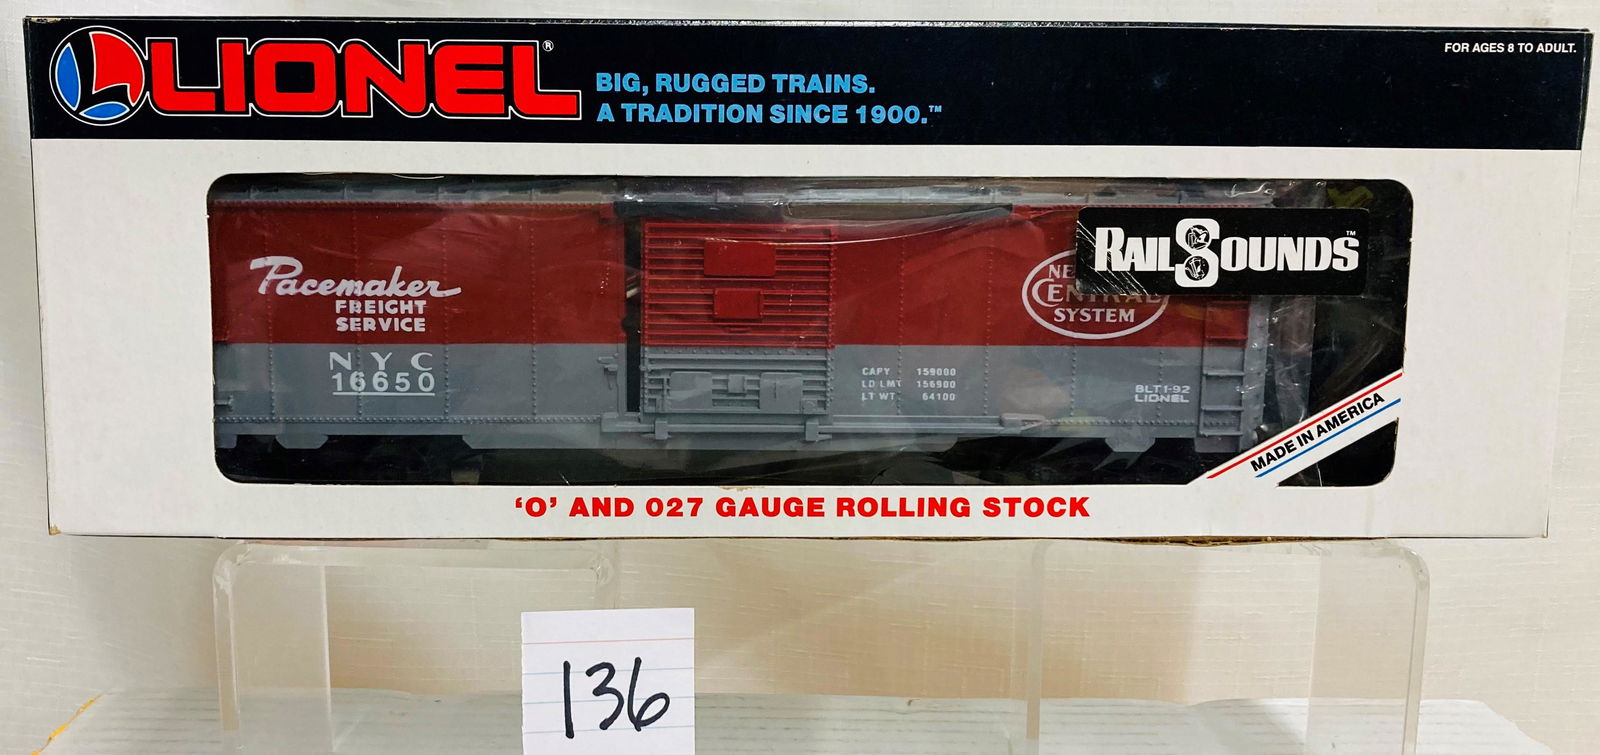 LIONEL®
BIG, RUGGED TRAINS.
A TRADITION SINCE 1900.™
FOR AGES 8 TO ADULT.
RAILSOUNDS™
Pacemaker
FREIGHT
SERVICE
NYC
16650
SYSTEM
CAPY 159000
LD LMT 156900
LT WT 64100
BLT 1-92
LIONEL
MADE IN AMERICA
'O' AND 027 GAUGE ROLLING STOCK
136